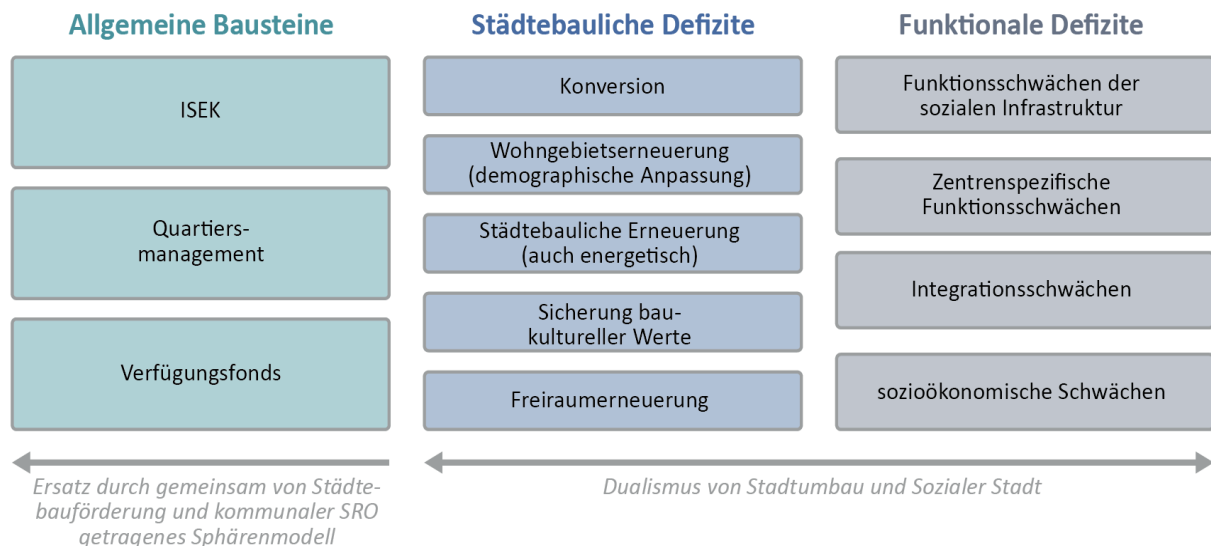 Allgemeine Bausteine
ISEK
Quartiers-
management
Verfügungsfonds
Ersatz durch gemeinsam von Städte-
bauförderung und kommunaler SRO
getragenes Sphärenmodell
Städtebauliche Defizite
Konversion
Wohngebietserneuerung
(demographische Anpassung)
Städtebauliche Erneuerung
(auch energetisch)
Sicherung bau-
kultureller Werte
Freiraumerneuerung
Funktionale Defizite
Funktionsschwächen der
sozialen Infrastruktur
Zentrenspezifische
Funktionsschwächen
Integrationsschwächen
sozioökonomische Schwächen
Dualismus von Stadtumbau und Sozialer Stadt